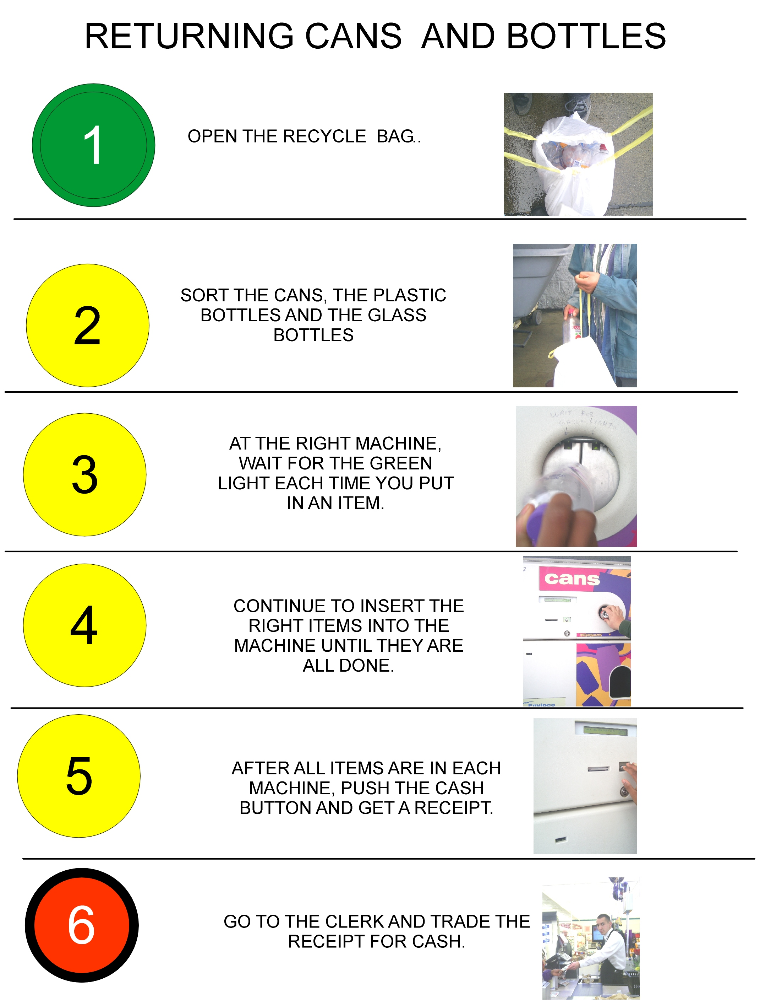 RETURNING CANS  AND BOTTLES
1
OPEN THE RECYCLE  BAG..
2
SORT THE CANS, THE PLASTIC
BOTTLES AND THE GLASS
BOTTLES
3
AT THE RIGHT MACHINE,
WAIT FOR THE GREEN
LIGHT EACH TIME YOU PUT
IN AN ITEM.
WAIT FOR
GREEN LIGHT
4
CONTINUE TO INSERT THE
RIGHT ITEMS INTO THE
MACHINE UNTIL THEY ARE
ALL DONE.
cans
Envipco
5
AFTER ALL ITEMS ARE IN EACH
MACHINE, PUSH THE CASH
BUTTON AND GET A RECEIPT.
6
GO TO THE CLERK AND TRADE THE
RECEIPT FOR CASH.